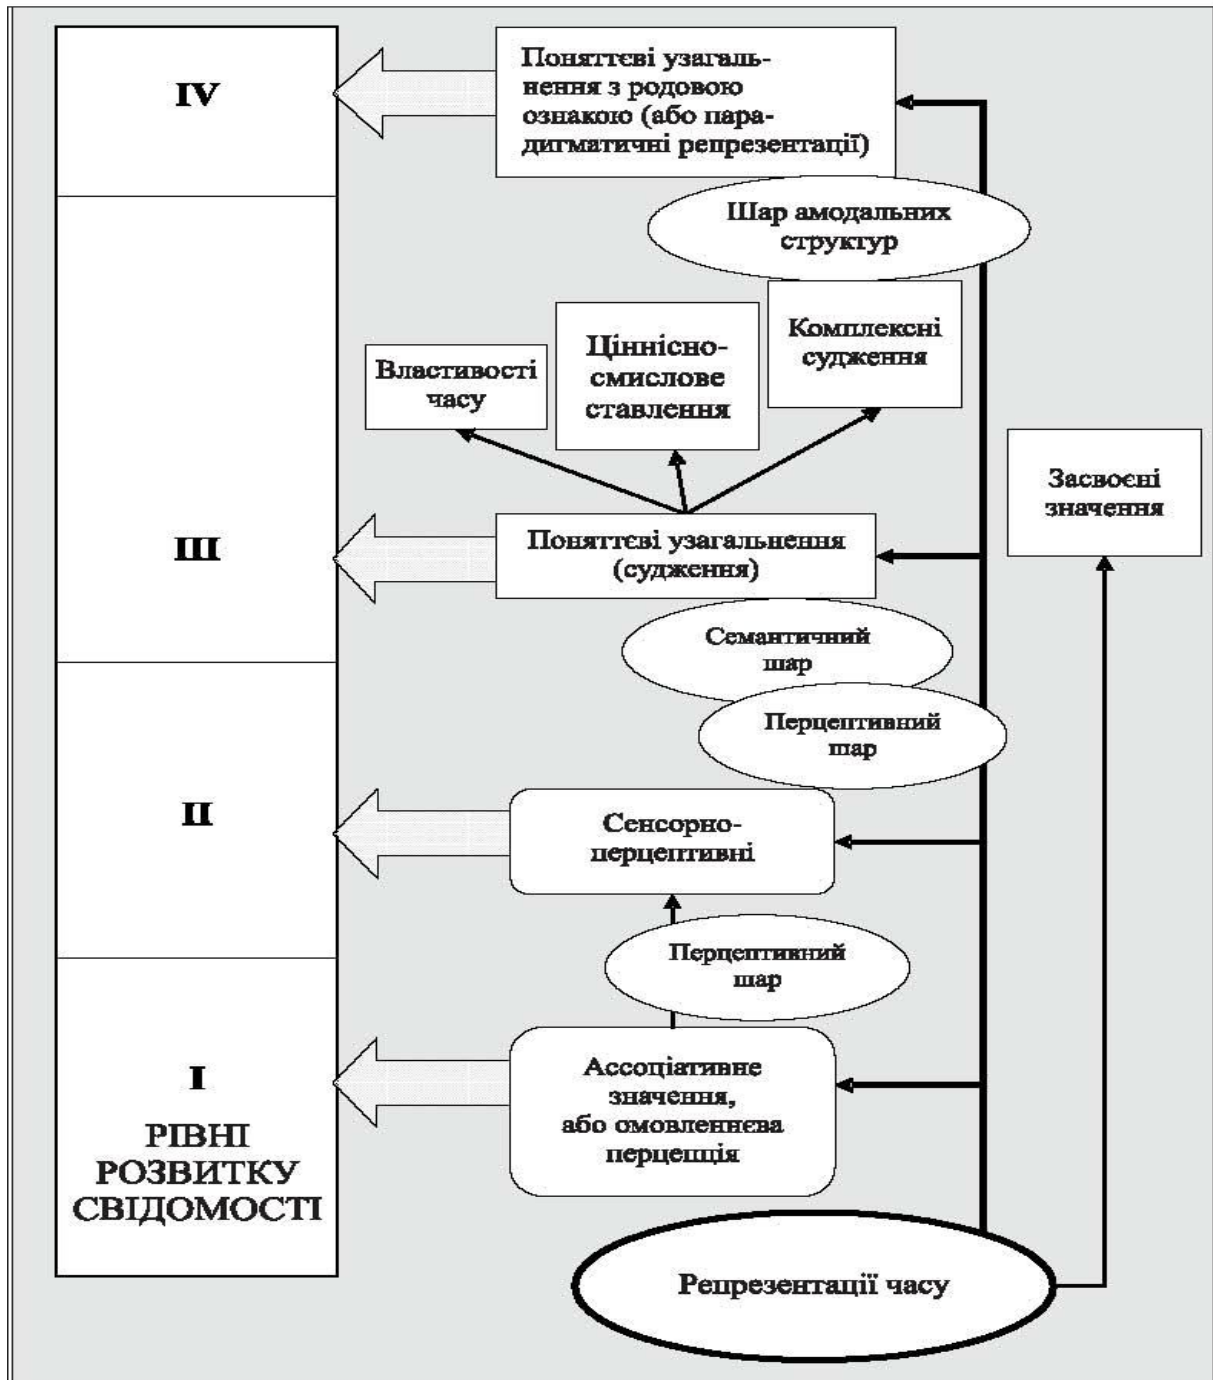 IV
Поняттєві узагаль-
нення з родовою
ознакою (або пара-
дигматичні репрезентації)
Шар амодальних
структур
Властивості
часу
Ціннісно-
смислове
ставлення
Комплексні
судження
Засвоєні
значення
III
Поняттєві узагальнення
(судження)
Семантичний
шар
Перцептивний
шар
II
Сенсорно-
перцептивні
Перцептивний
шар
I
РІВНІ
РОЗВИТКУ
СВІДОМОСТІ
Ассоціативне
значення,
або омовленнєва
перцепція
Репрезентації часу